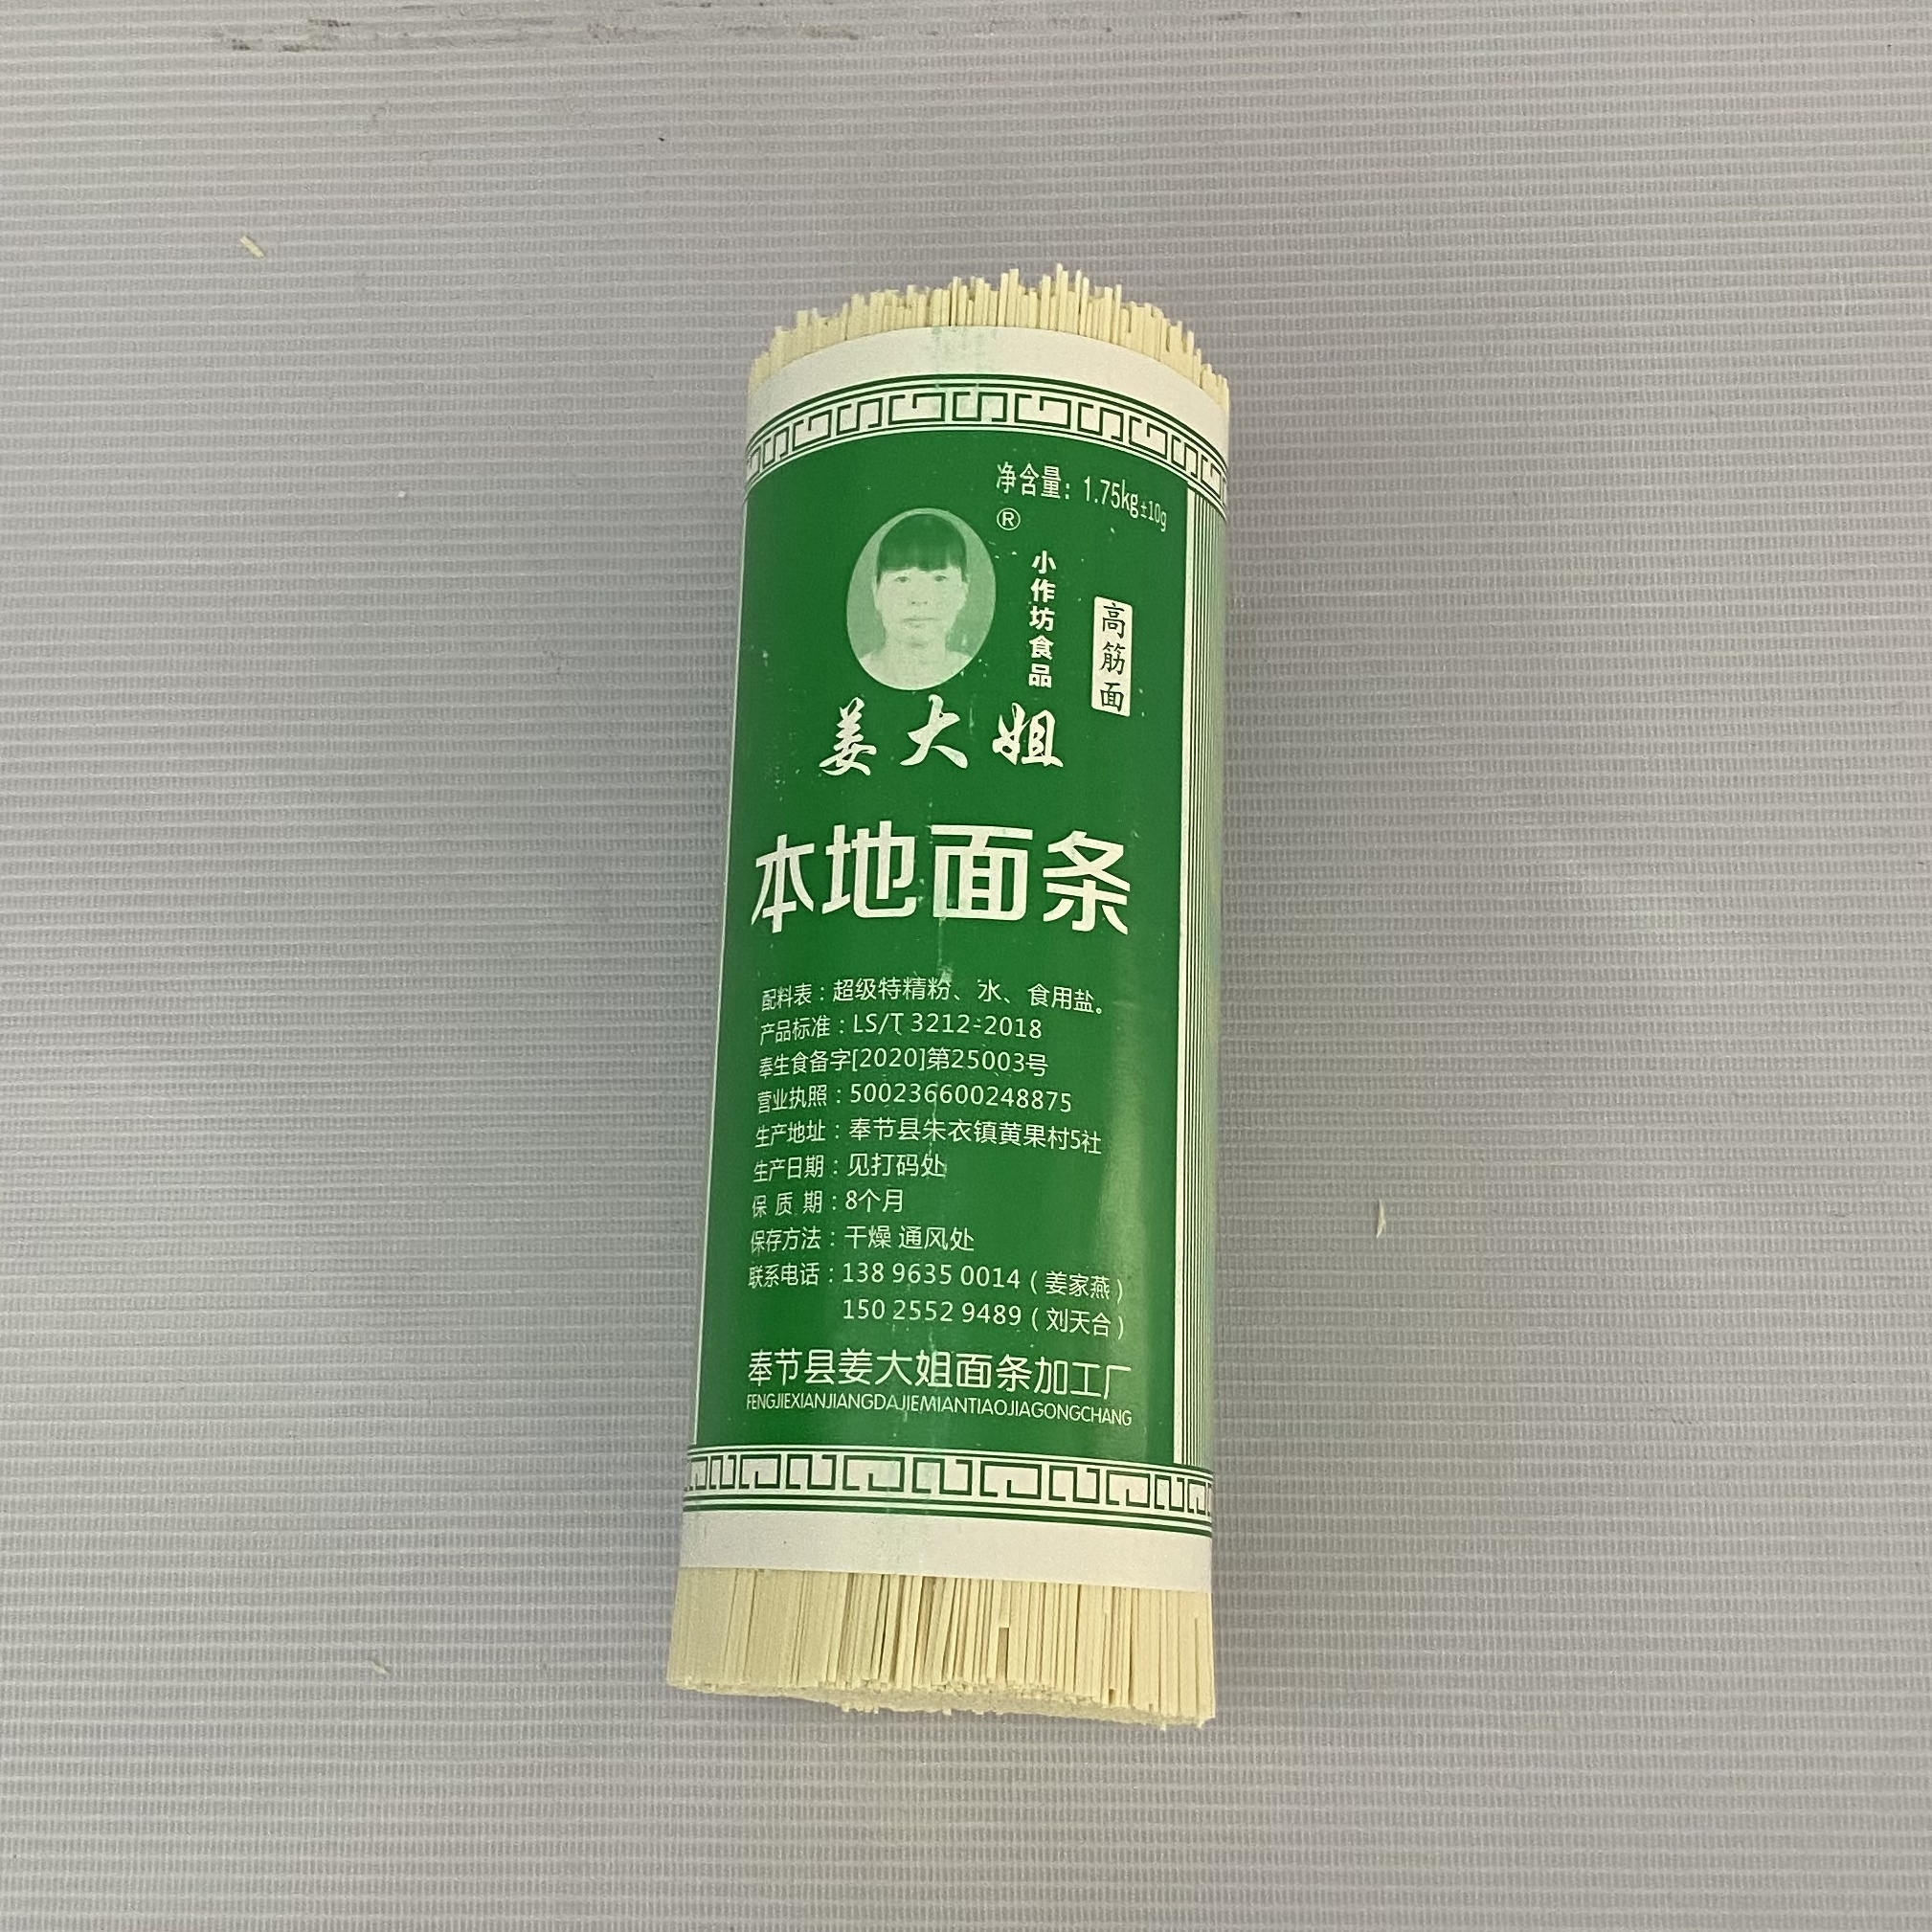 净含量：1.75kg±10g
®
小作坊食品
高筋面
姜大姐
本地面条
配料表：超级特精粉、水、食用盐。
产品标准：LS/T 3212-2018
奉生食备字[2020]第25003号
营业执照：500236600248875
生产地址：奉节县朱衣镇黄果村5社
生产日期：见打码处
保 质 期：8个月
保存方法：干燥 通风处
联系电话：138 9635 0014（姜家燕）
150 2552 9489（刘天合）
奉节县姜大姐面条加工厂
FENGJIEXIANJIANGDAJIEMIANTIAOJIAGONGCHANG